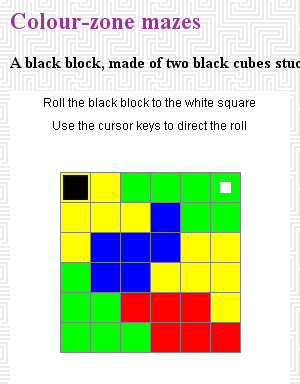 Colour-zone mazes
A black block, made of two black cubes
Roll the black block to the white square
Use the cursor keys to direct the roll